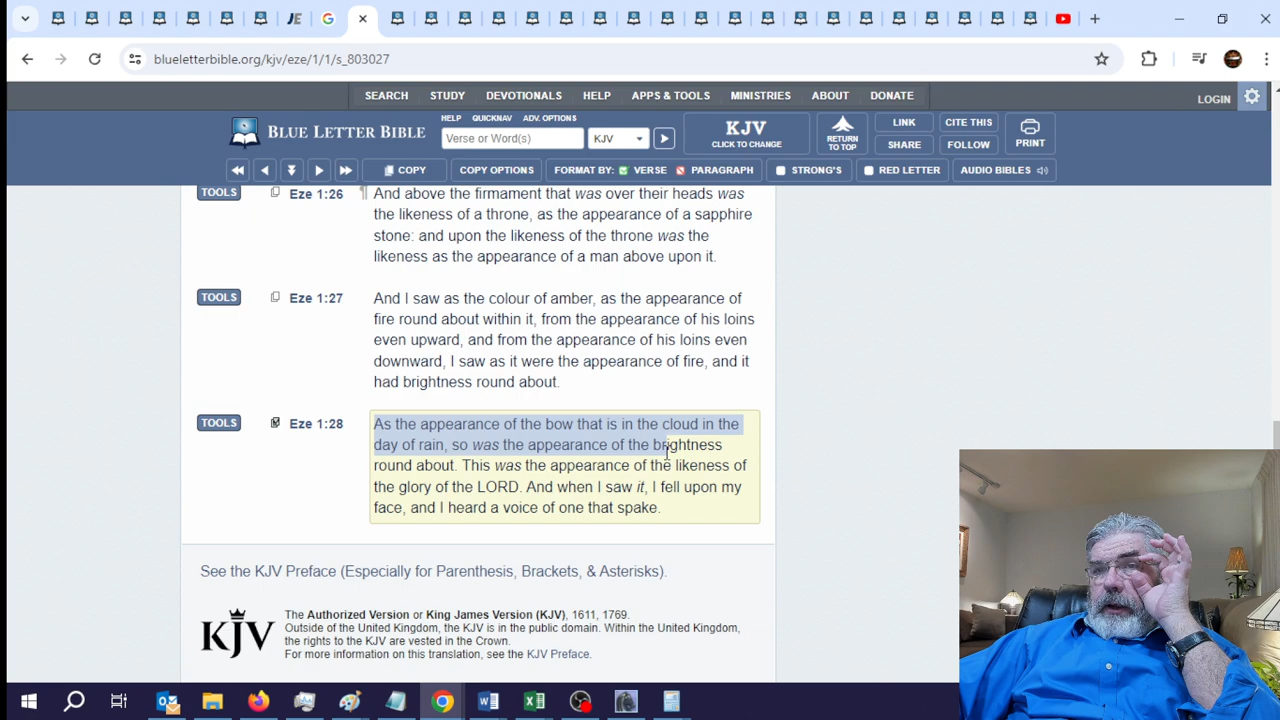 JE
blueletterbible.org/kjv/eze/1/1/s_803027
SEARCH STUDY DEVOTIONALS HELP APPS & TOOLS MINISTRIES ABOUT DONATE
LOGIN
BLUE LETTER BIBLE
HELP QUICKNAV ADV. OPTIONS
Verse or Word(s)
KJV
KJV
CLICK TO CHANGE
RETURN
TO TOP
LINK
CITE THIS
SHARE
FOLLOW
PRINT
COPY COPY OPTIONS FORMAT BY: VERSE PARAGRAPH STRONG'S RED LETTER AUDIO BIBLES
TOOLS Eze 1:26 ¶ And above the firmament that was over their heads was
the likeness of a throne, as the appearance of a sapphire
stone: and upon the likeness of the throne was the
likeness as the appearance of a man above upon it.
TOOLS Eze 1:27 And I saw as the colour of amber, as the appearance of
fire round about within it, from the appearance of his loins
even upward, and from the appearance of his loins even
downward, I saw as it were the appearance of fire, and it
had brightness round about.
TOOLS Eze 1:28 As the appearance of the bow that is in the cloud in the
day of rain, so was the appearance of the brightness
round about. This was the appearance of the likeness of
the glory of the LORD. And when I saw it, I fell upon my
face, and I heard a voice of one that spake.
See the KJV Preface (Especially for Parenthesis, Brackets, & Asterisks).
KJV
The Authorized Version or King James Version (KJV), 1611, 1769.
Outside of the United Kingdom, the KJV is in the public domain. Within the United Kingdom,
the rights to the KJV are vested in the Crown.
For more information on this translation, see the KJV Preface.